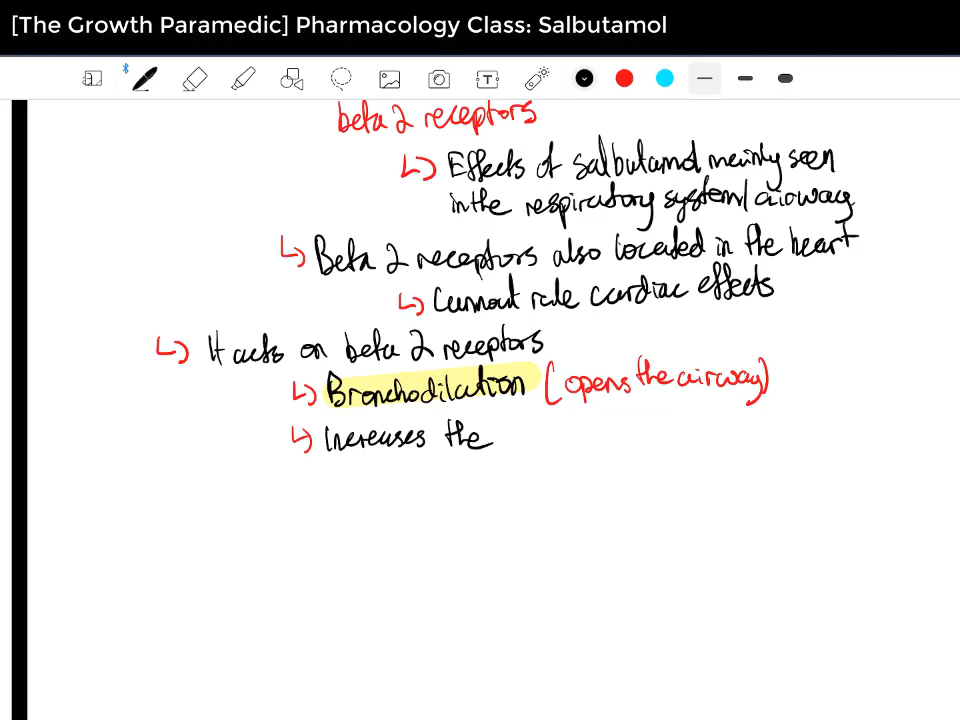 [The Growth Paramedic] Pharmacology Class: Salbutamol
beta 2 receptors
Effects of salbutamol mainly seen
in the respiratory system/airway
Beta 2 receptors also located in the heart
Cannot rule cardiac effects
It acts on beta 2 receptors
Bronchodilation (opens the airway)
Increases the